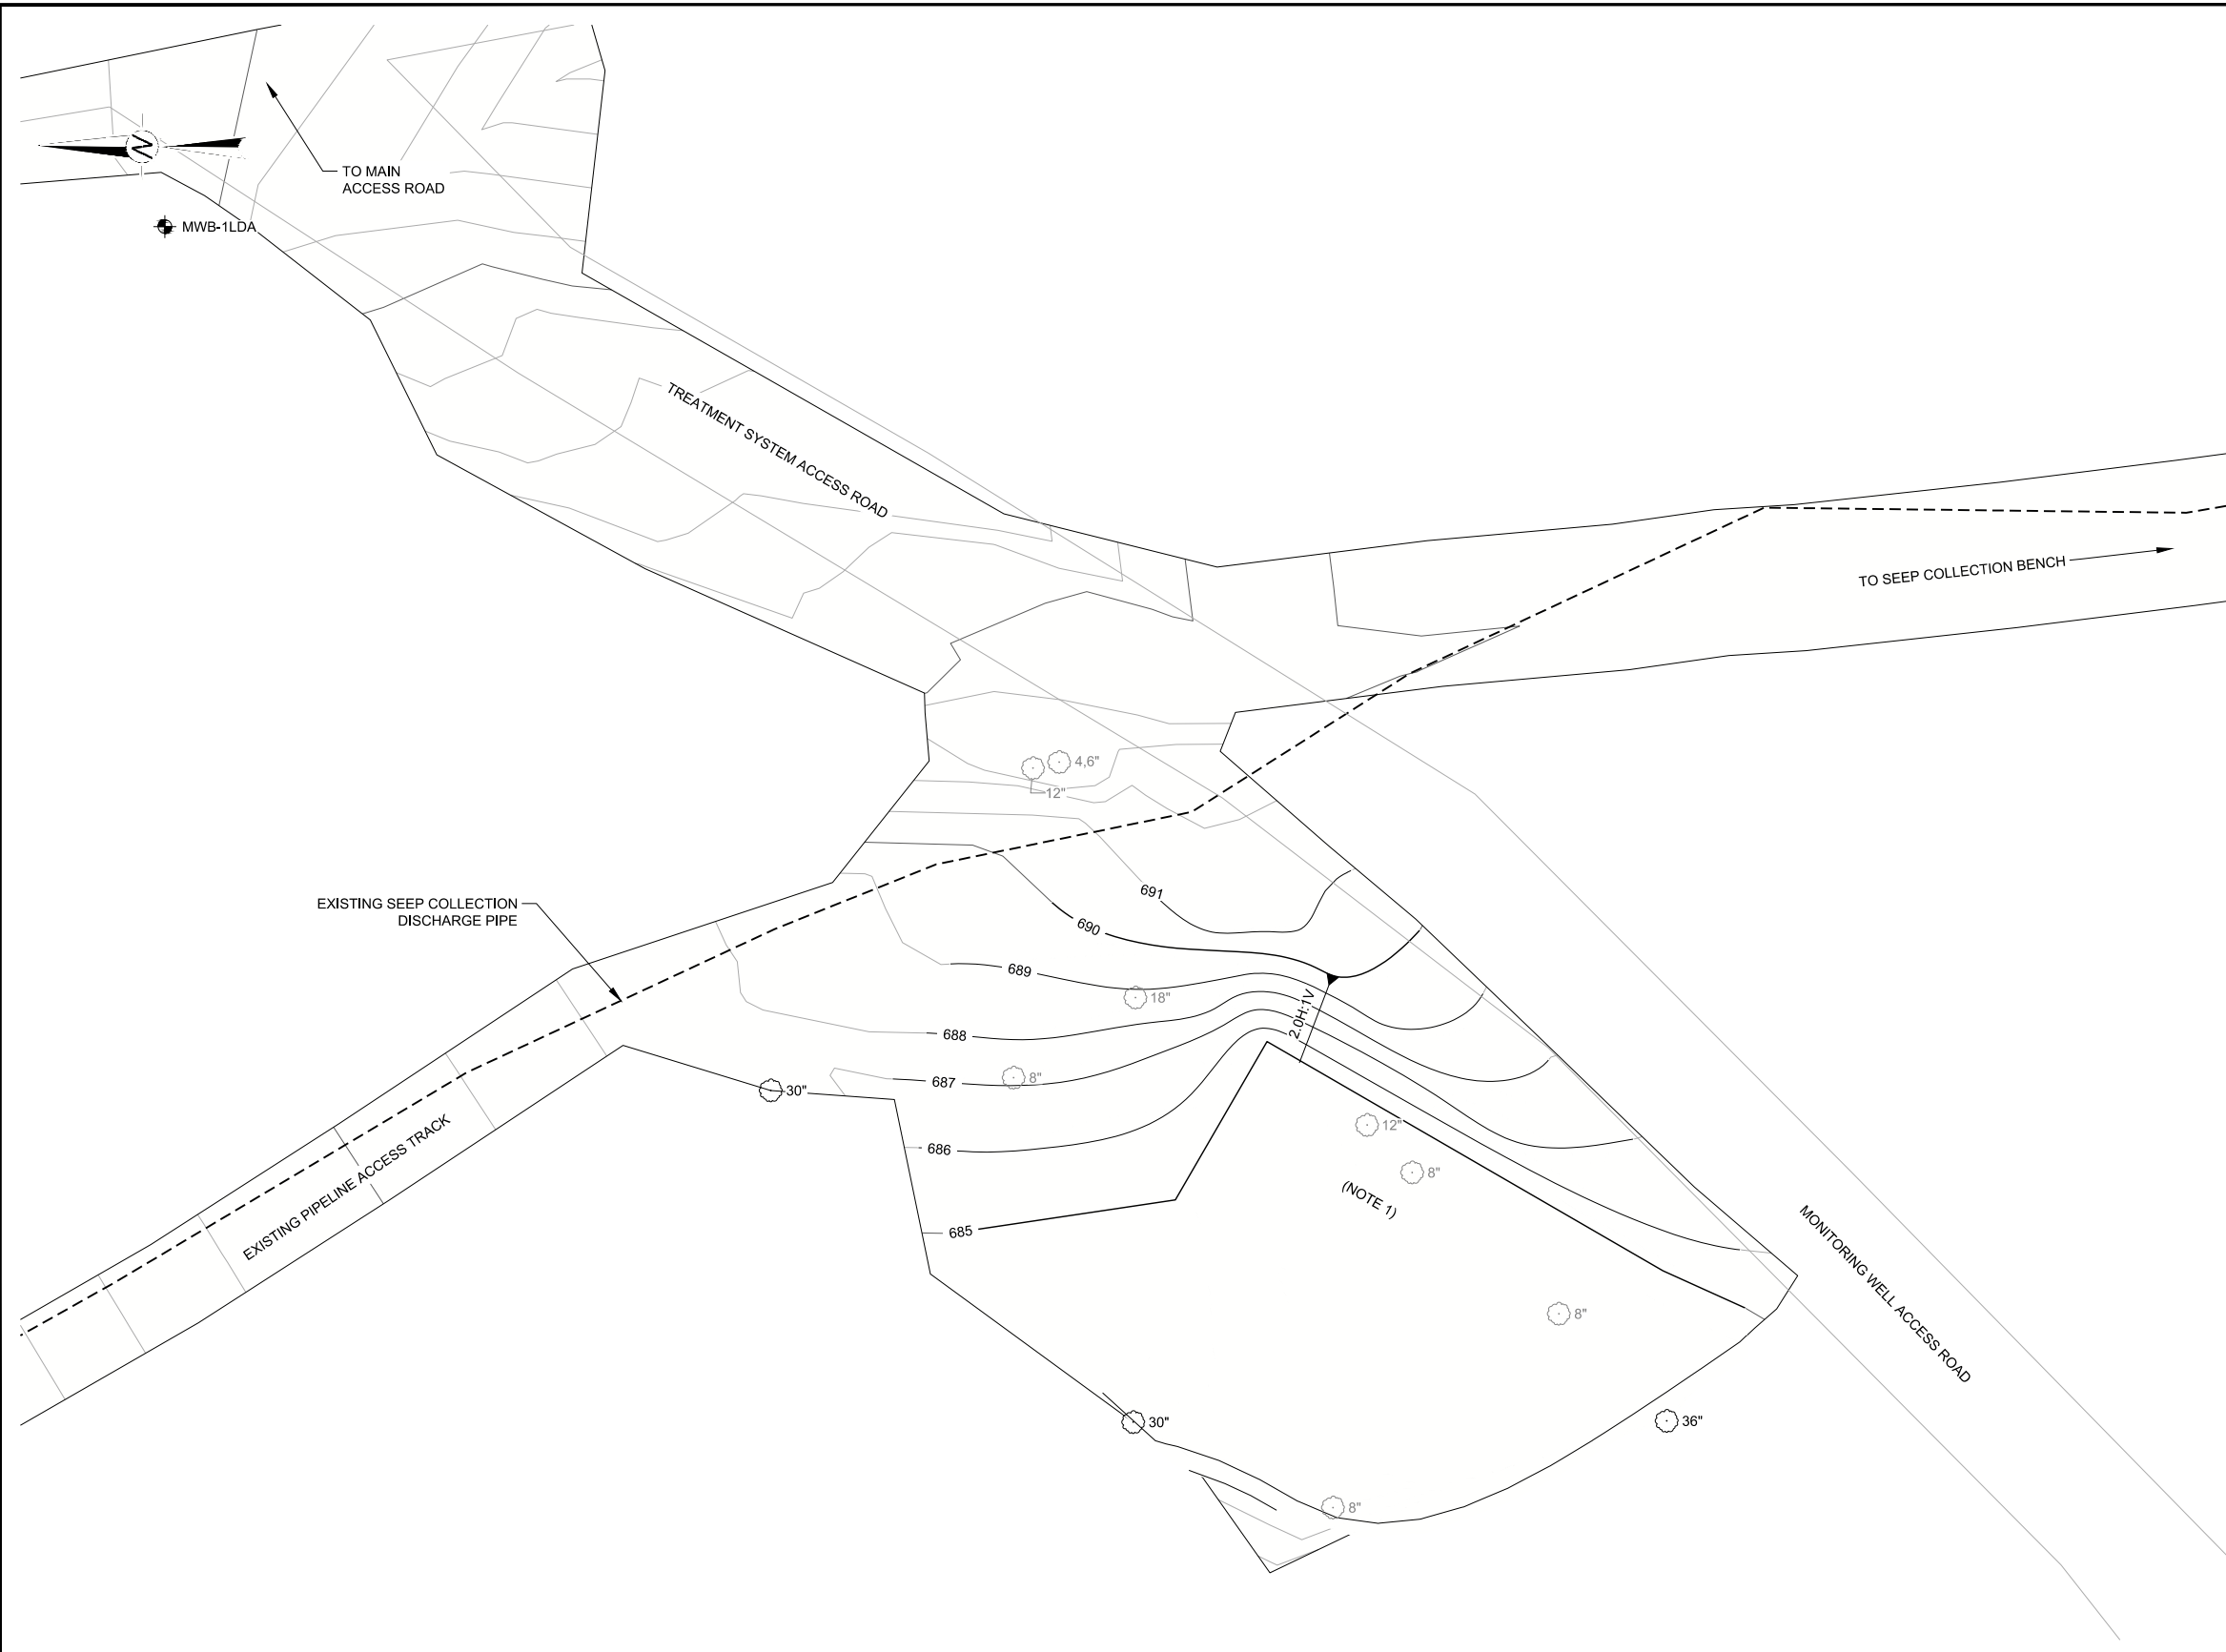 N
TO MAIN
ACCESS ROAD
MWB-1LDA
TREATMENT SYSTEM ACCESS ROAD
TO SEEP COLLECTION BENCH
4,6"
12"
691
EXISTING SEEP COLLECTION
DISCHARGE PIPE
690
689
18"
688
2.0H:1V
687
8"
30"
12"
686
EXISTING PIPELINE ACCESS TRACK
8"
(NOTE 1)
685
MONITORING WELL ACCESS ROAD
8"
30"
36"
8"